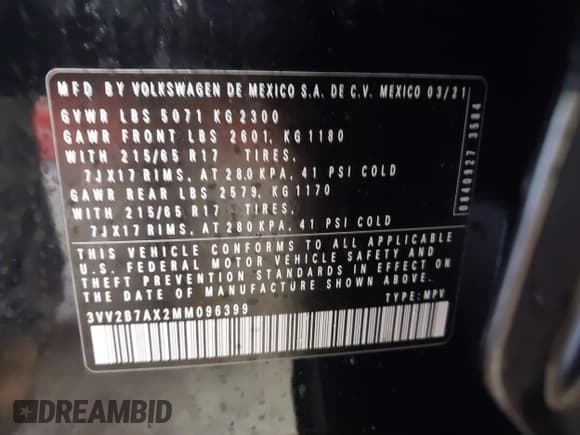 MFD BY VOLKSWAGEN DE MEXICO S.A. DE C.V. MEXICO 03/21
GVWR LBS 5071 KG 2300
GAWR FRONT LBS 2601, KG 1180
WITH 215/65 R17 TIRES,
7JX17 RIMS, AT 280 KPA, 41 PSI COLD
GAWR REAR LBS 2579, KG 1170
WITH 215/65 R17 TIRES,
7JX17 RIMS, AT 280 KPA, 41 PSI COLD
THIS VEHICLE CONFORMS TO ALL APPLICABLE
U.S. FEDERAL MOTOR VEHICLE SAFETY AND
THEFT PREVENTION STANDARDS IN EFFECT ON
THE DATE OF MANUFACTURE SHOWN ABOVE.
3VV2B7AX2MM096399 TYPE: MPV
0840927 3584
DREAMBID